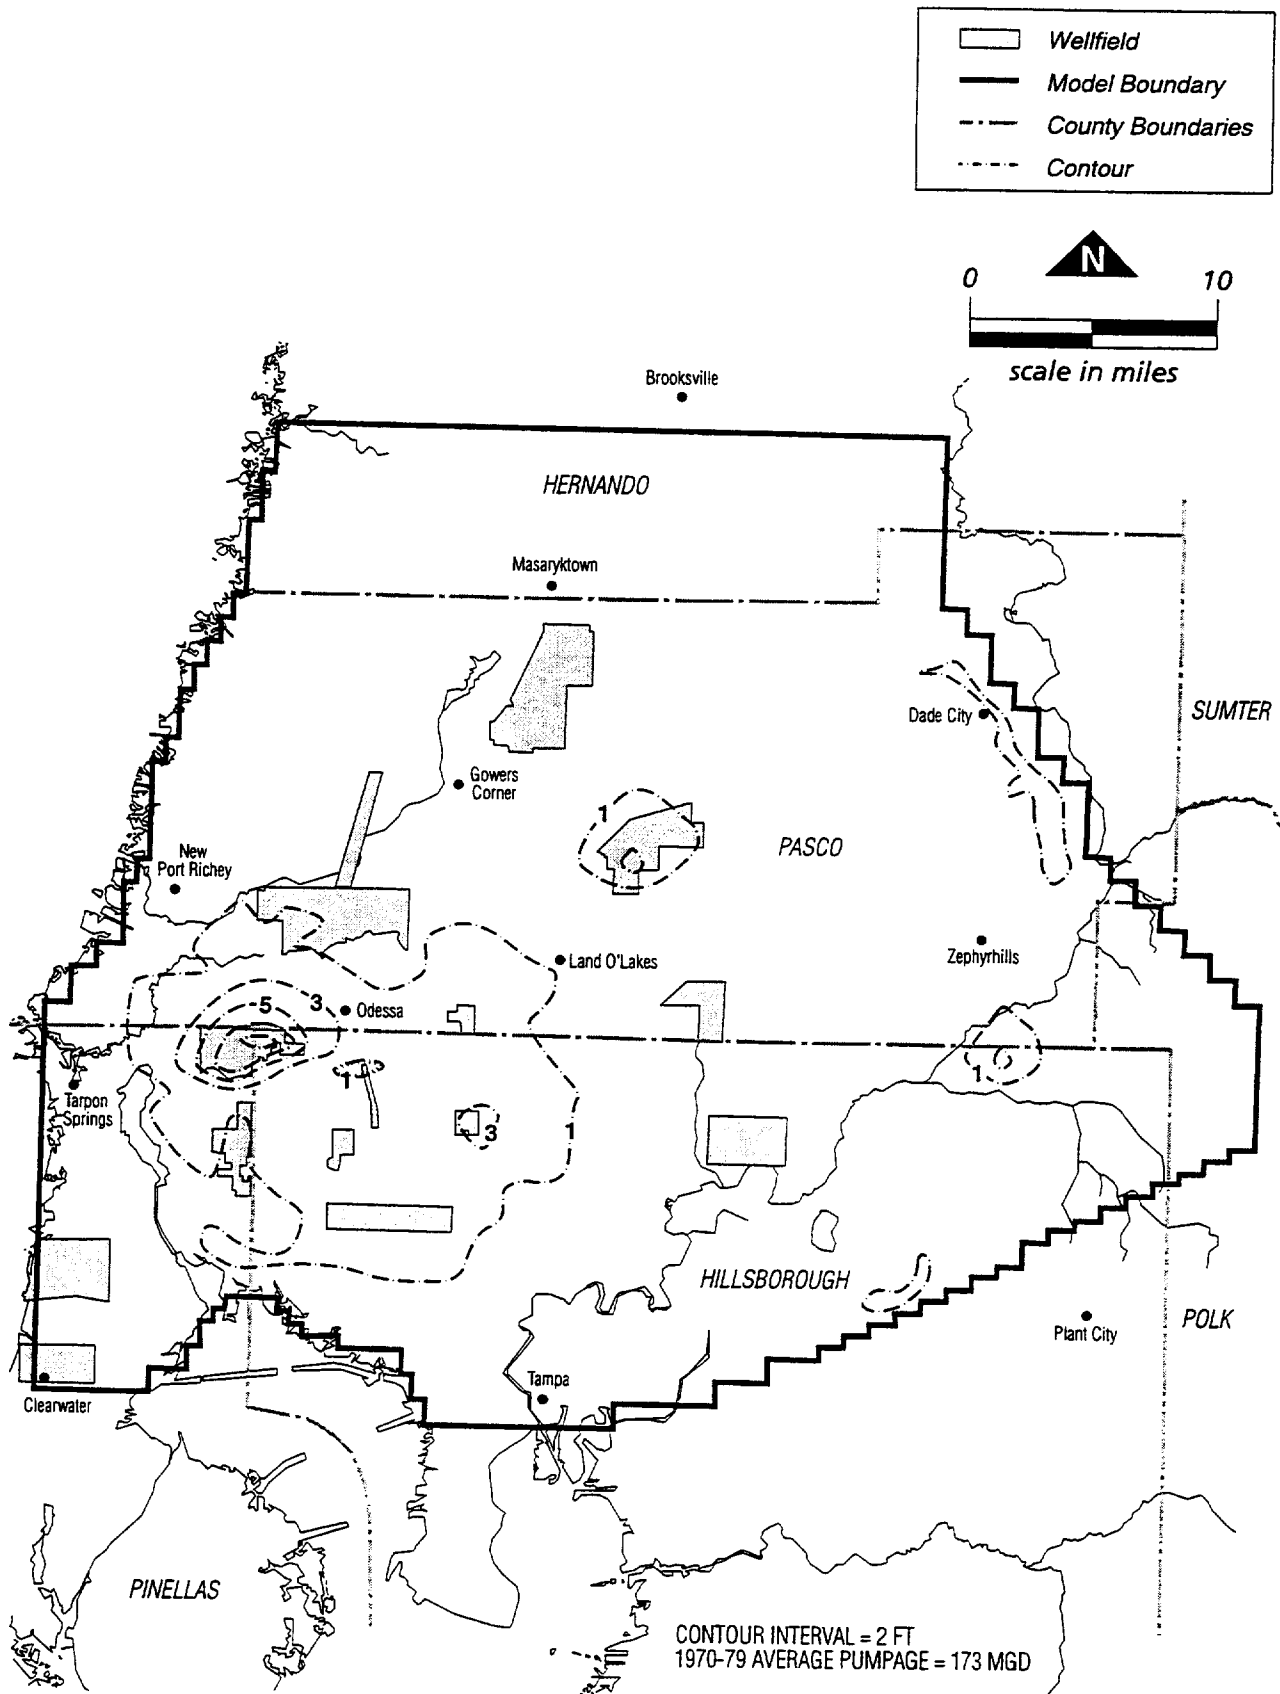 Wellfield
Model Boundary
County Boundaries
Contour
N
0
10
scale in miles
Brooksville
HERNANDO
Masaryktown
Dade City
SUMTER
Gowers
Corner
1
PASCO
New
Port Richey
Land O'Lakes
Zephyrhills
5
3
Odessa
1
1
Tarpon
Springs
3
1
HILLSBOROUGH
Plant City
POLK
Tampa
Clearwater
PINELLAS
CONTOUR INTERVAL = 2 FT
1970-79 AVERAGE PUMPAGE = 173 MGD